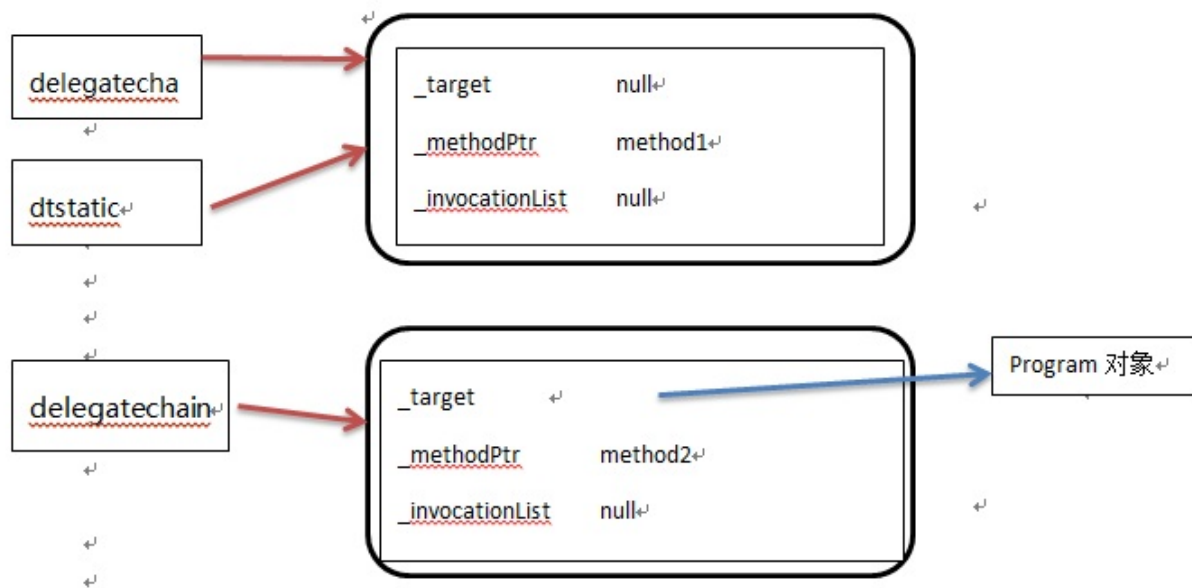 delegatecha
dtstatic
_target null
_methodPtr method1
_invocationList null
delegatechain
_target
_methodPtr method2
_invocationList null
Program 对象